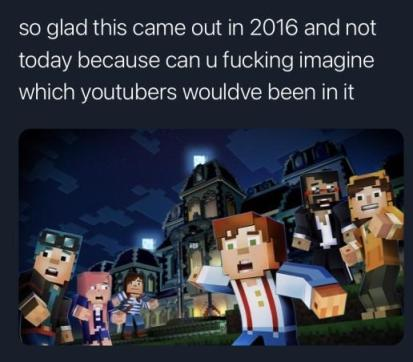 so glad this came out in 2016 and not
today because can u fucking imagine
which youtubers wouldve been in it